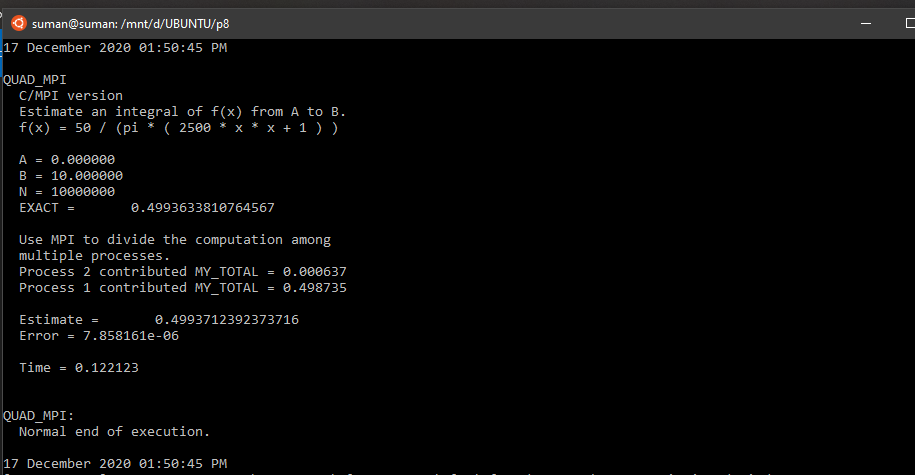 suman@suman: /mnt/d/UBUNTU/p8
17 December 2020 01:50:45 PM
QUAD_MPI
C/MPI version
Estimate an integral of f(x) from A to B.
f(x) = 50 / (pi * ( 2500 * x * x + 1 ) )
A = 0.000000
B = 10.000000
N = 10000000
EXACT =       0.4993633810764567
Use MPI to divide the computation among
multiple processes.
Process 2 contributed MY_TOTAL = 0.000637
Process 1 contributed MY_TOTAL = 0.498735
Estimate =       0.4993712392373716
Error = 7.858161e-06
Time = 0.122123
QUAD_MPI:
Normal end of execution.
17 December 2020 01:50:45 PM